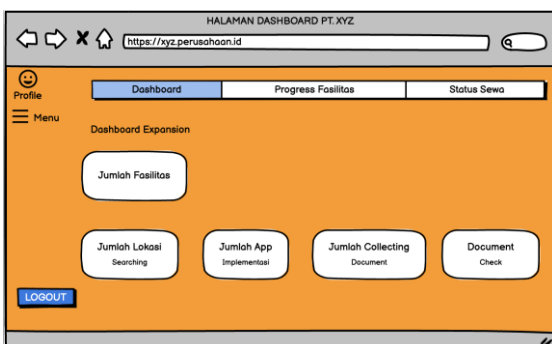 HALAMAN DASHBOARD PT. XYZ
https://xyz.perusahaan.id
Profile
Menu
Dashboard
Progress Fasilitas
Status Sewa
Dashboard Expansion
Jumlah Fasilitas
Jumlah Lokasi
Searching
Jumlah App
Implementasi
Jumlah Collecting
Document
Document
Check
LOGOUT